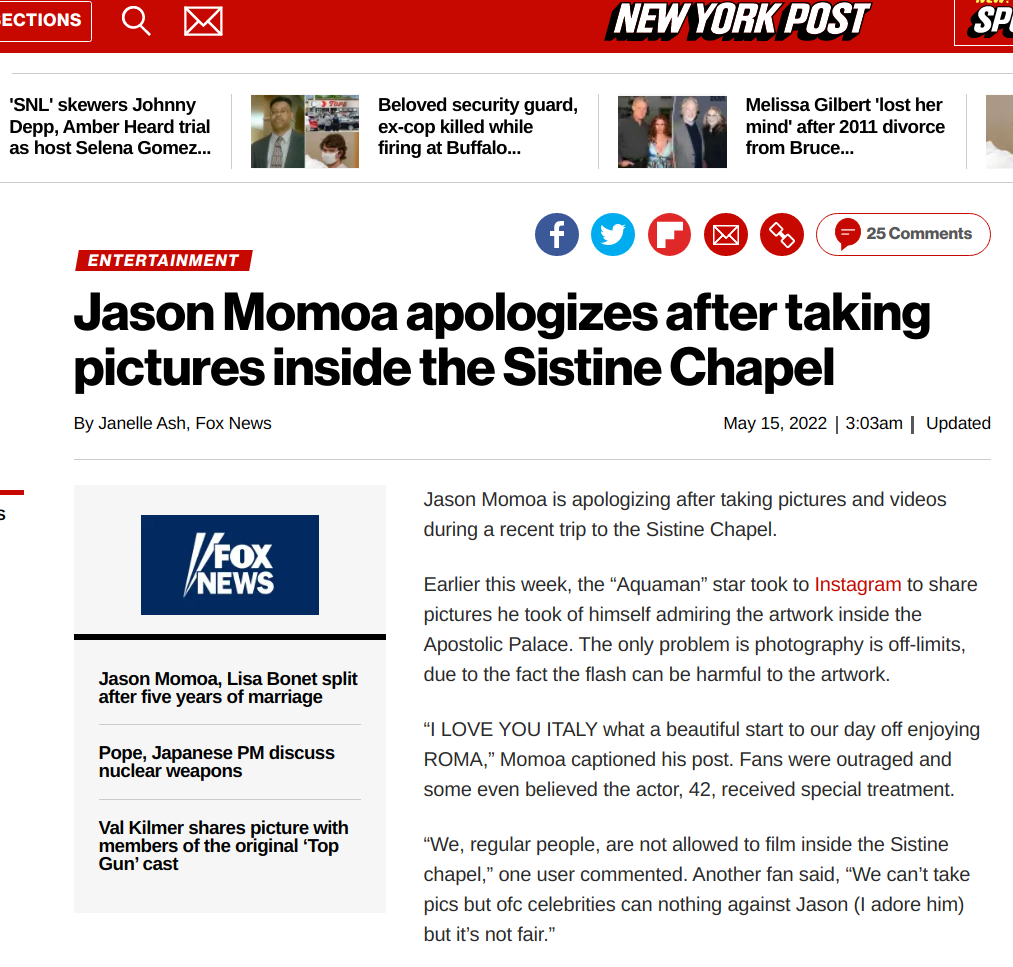 SECTIONS
NEW YORK POST
'SNL' skewers Johnny
Depp, Amber Heard trial
as host Selena Gomez...
Beloved security guard,
ex-cop killed while
firing at Buffalo...
Melissa Gilbert 'lost her
mind' after 2011 divorce
from Bruce...
25 Comments
ENTERTAINMENT
Jason Momoa apologizes after taking
pictures inside the Sistine Chapel
By Janelle Ash, Fox News
May 15, 2022 | 3:03am | Updated
FOX
NEWS
Jason Momoa, Lisa Bonet split
after five years of marriage
Pope, Japanese PM discuss
nuclear weapons
Val Kilmer shares picture with
members of the original ‘Top
Gun’ cast
Jason Momoa is apologizing after taking pictures and videos
during a recent trip to the Sistine Chapel.
Earlier this week, the “Aquaman” star took to Instagram to share
pictures he took of himself admiring the artwork inside the
Apostolic Palace. The only problem is photography is off-limits,
due to the fact the flash can be harmful to the artwork.
“I LOVE YOU ITALY what a beautiful start to our day off enjoying
ROMA,” Momoa captioned his post. Fans were outraged and
some even believed the actor, 42, received special treatment.
“We, regular people, are not allowed to film inside the Sistine
chapel,” one user commented. Another fan said, “We can’t take
pics but ofc celebrities can nothing against Jason (I adore him)
but it’s not fair.”